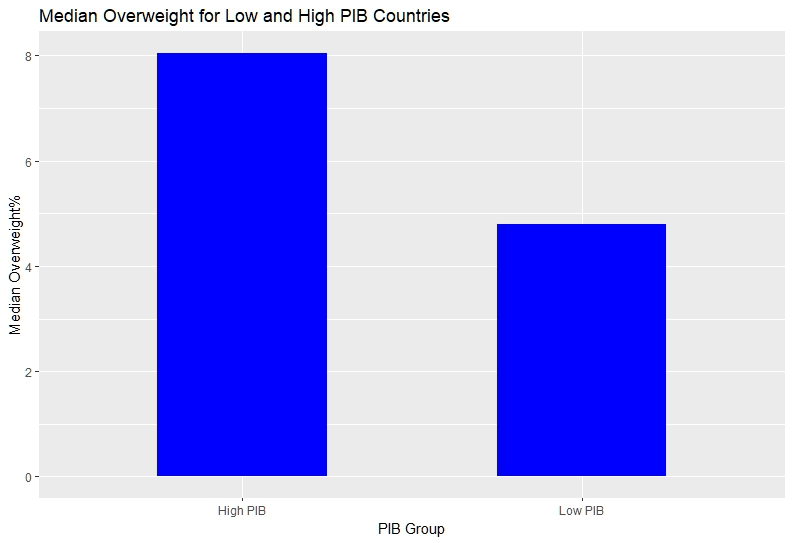 Median Overweight for Low and High PIB Countries
8
6
4
2
0
Median Overweight%
High PIB
Low PIB
PIB Group